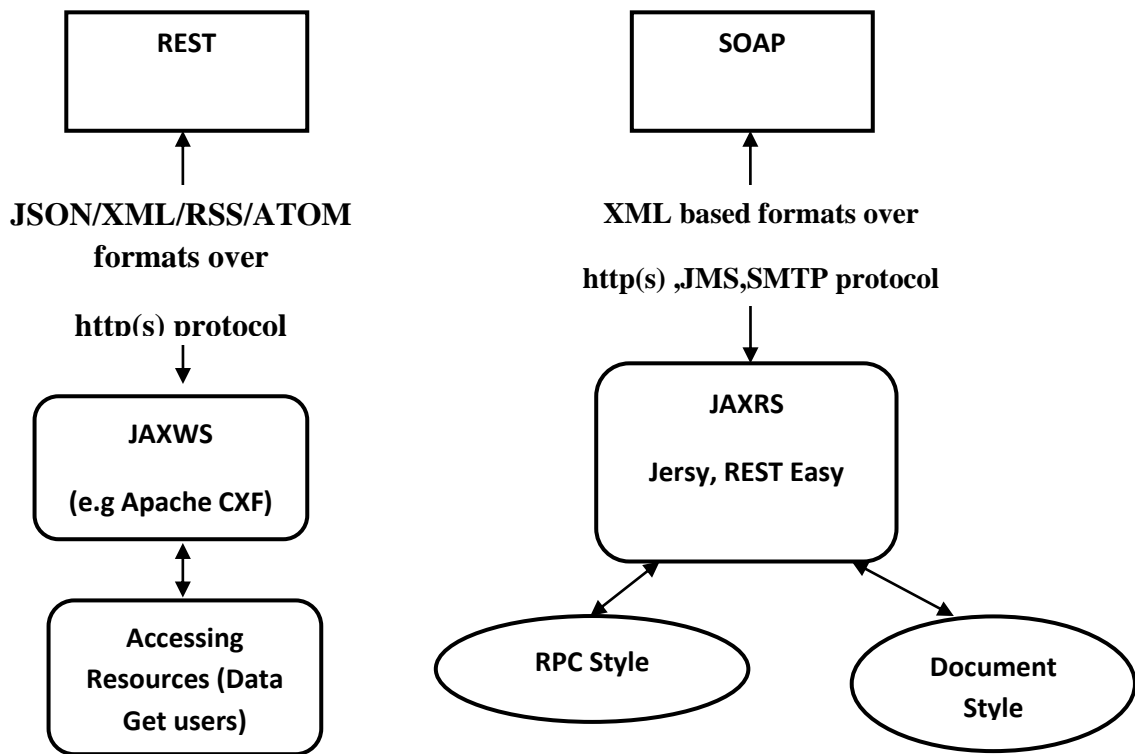 REST
JSON/XML/RSS/ATOM
formats over
http(s) protocol
JAXWS
(e.g Apache CXF)
Accessing
Resources (Data
Get users)
SOAP
XML based formats over
http(s) ,JMS,SMTP protocol
JAXRS
Jersy, REST Easy
RPC Style
Document
Style